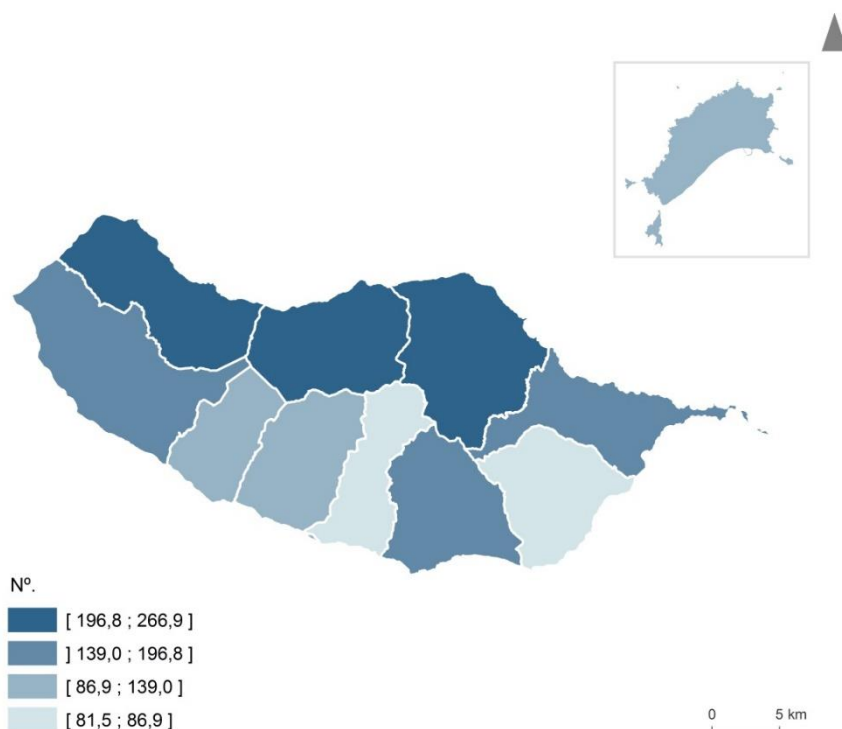 Nº.
[ 196,8 ; 266,9 ]
] 139,0 ; 196,8 ]
[ 86,9 ; 139,0 ]
[ 81,5 ; 86,9 ]
0 5 km